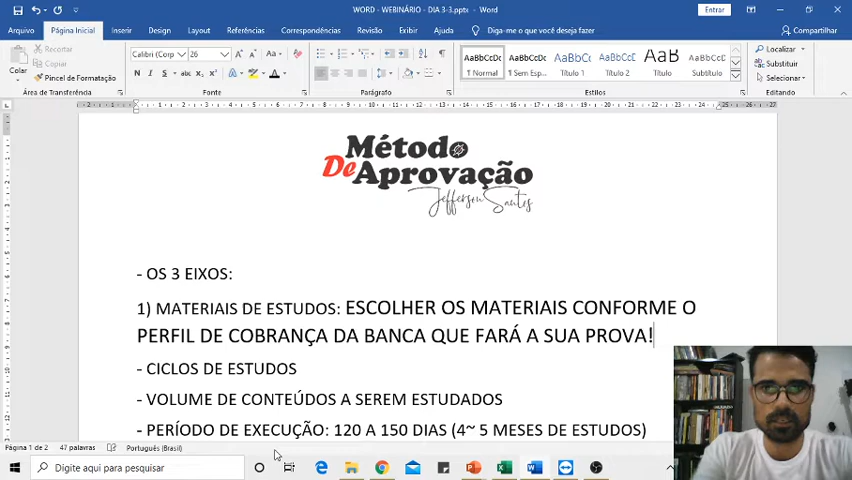 WORD - WEBINÁRIO - DIA 3-3.pptx - Word
Entrar
Arquivo Página Inicial Inserir Design Layout Referências Correspondências Revisão Exibir Ajuda Diga-me o que você deseja fazer Compartilhar
Colar
Recortar
Copiar
Pincel de Formatação
Área de Transferência
Calibri (Corp 26
N I S abc
Fonte
Parágrafo
AaBbCcDc AaBbCcDc AaBbCc AaBbCcC AaB AaBbCcD
¶ Normal ¶ Sem Esp... Título 1 Título 2 Título Subtítulo
Estilos
Localizar
Substituir
Selecionar
Editando
Método
De Aprovação
Jefferson Santos
- OS 3 EIXOS:
1) MATERIAIS DE ESTUDOS: ESCOLHER OS MATERIAIS CONFORME O
PERFIL DE COBRANÇA DA BANCA QUE FARÁ A SUA PROVA!
- CICLOS DE ESTUDOS
- VOLUME DE CONTEÚDOS A SEREM ESTUDADOS
- PERÍODO DE EXECUÇÃO: 120 A 150 DIAS (4~ 5 MESES DE ESTUDOS)
Página 1 de 2 47 palavras Português (Brasil)
Digite aqui para pesquisar